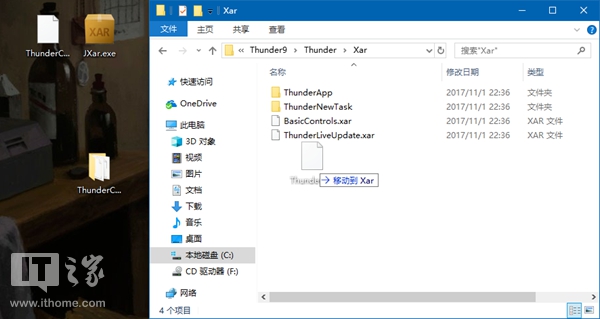 ThunderC...
XAR
JXar.exe
ThunderC...
IT之家
www.ithome.com
Xar
文件
主页
共享
查看
« Thunder9 > Thunder > Xar
搜索"Xar"
快速访问
OneDrive
此电脑
3D 对象
视频
图片
文档
下载
音乐
桌面
本地磁盘 (C:)
CD 驱动器 (F:)
网络
名称 修改日期 类型
ThunderApp 2017/11/1 22:36 文件夹
ThunderNewTask 2017/11/1 22:36 文件夹
BasicControls.xar 2017/11/1 22:36 XAR 文件
ThunderLiveUpdate.xar 2017/11/1 22:36 XAR 文件
Thunder
移动到 Xar
4 个项目